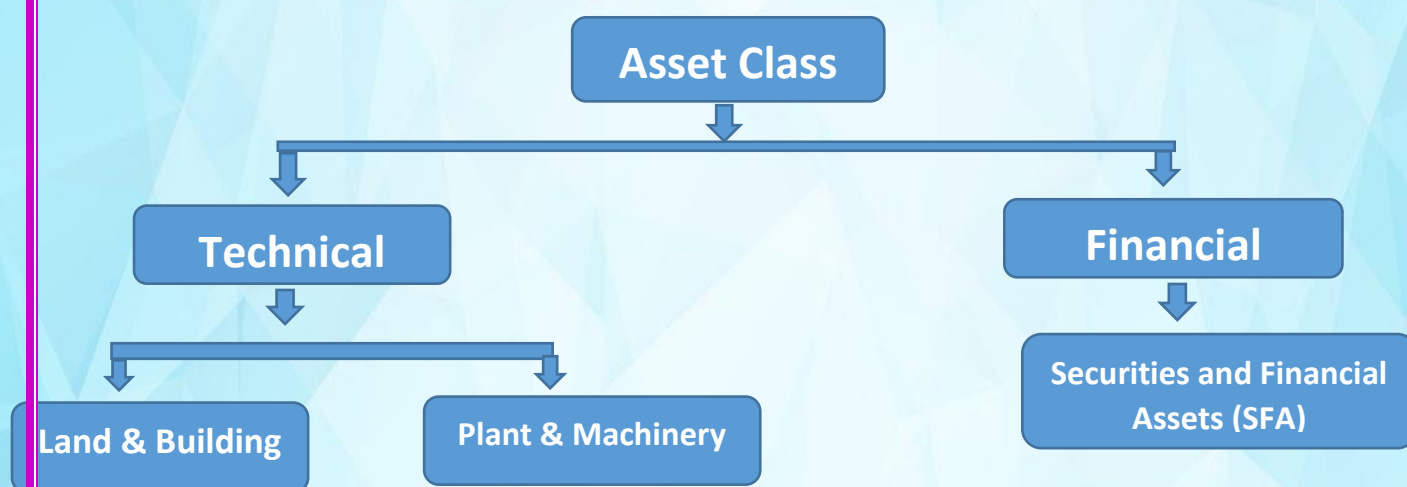 Asset Class
Technical
Financial
Securities and Financial
Assets (SFA)
Land & Building
Plant & Machinery